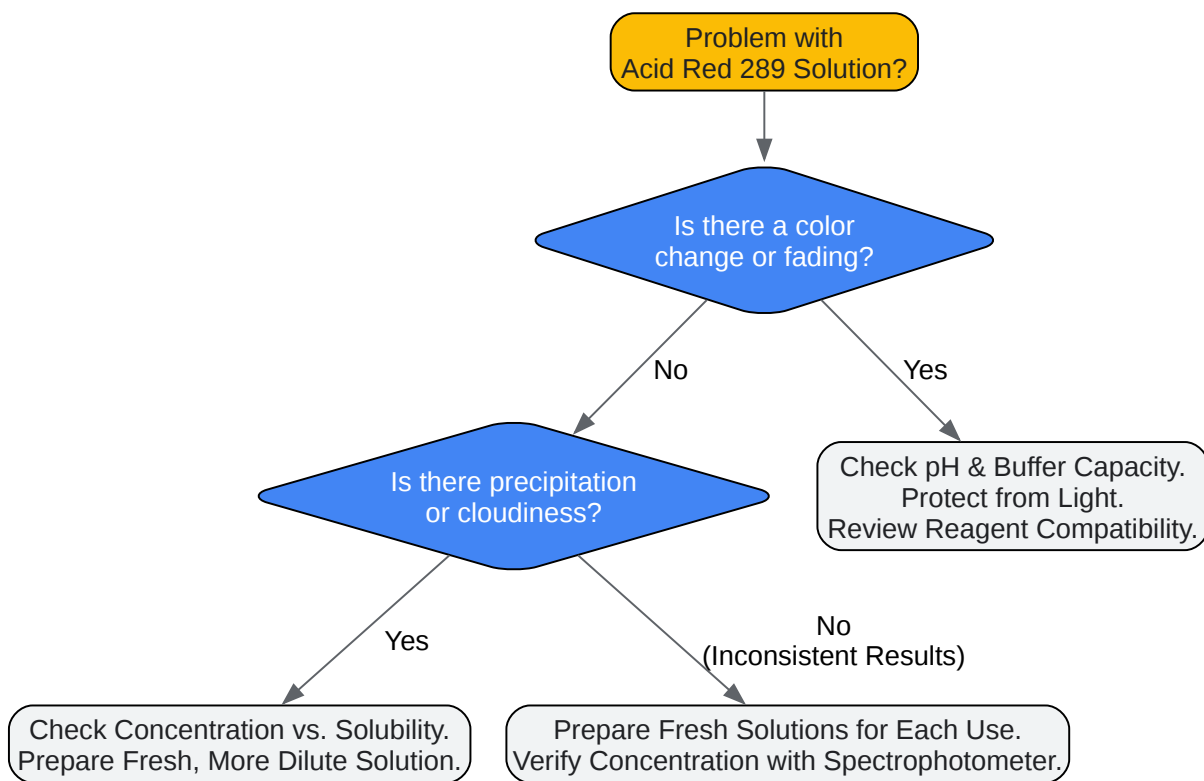 Problem with
Acid Red 289 Solution?
Is there a color
change or fading?
No
Yes
Is there precipitation
or cloudiness?
Check pH & Buffer Capacity.
Protect from Light.
Review Reagent Compatibility.
Yes
No
(Inconsistent Results)
Check Concentration vs. Solubility.
Prepare Fresh, More Dilute Solution.
Prepare Fresh Solutions for Each Use.
Verify Concentration with Spectrophotometer.